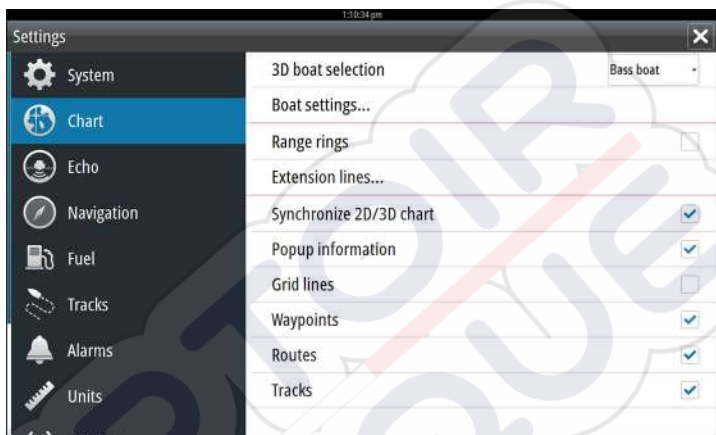 1:10:34 pm
Settings
System
Chart
Echo
Navigation
Fuel
Tracks
Alarms
Units
3D boat selection Bass boat
Boat settings...
Range rings
Extension lines...
Synchronize 2D/3D chart
Popup information
Grid lines
Waypoints
Routes
Tracks